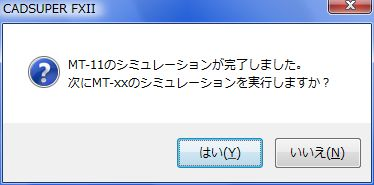 CADSUPER FXII
MT-11のシミュレーションが完了しました。
次にMT-xxのシミュレーションを実行しますか？
はい(Y)
いいえ(N)